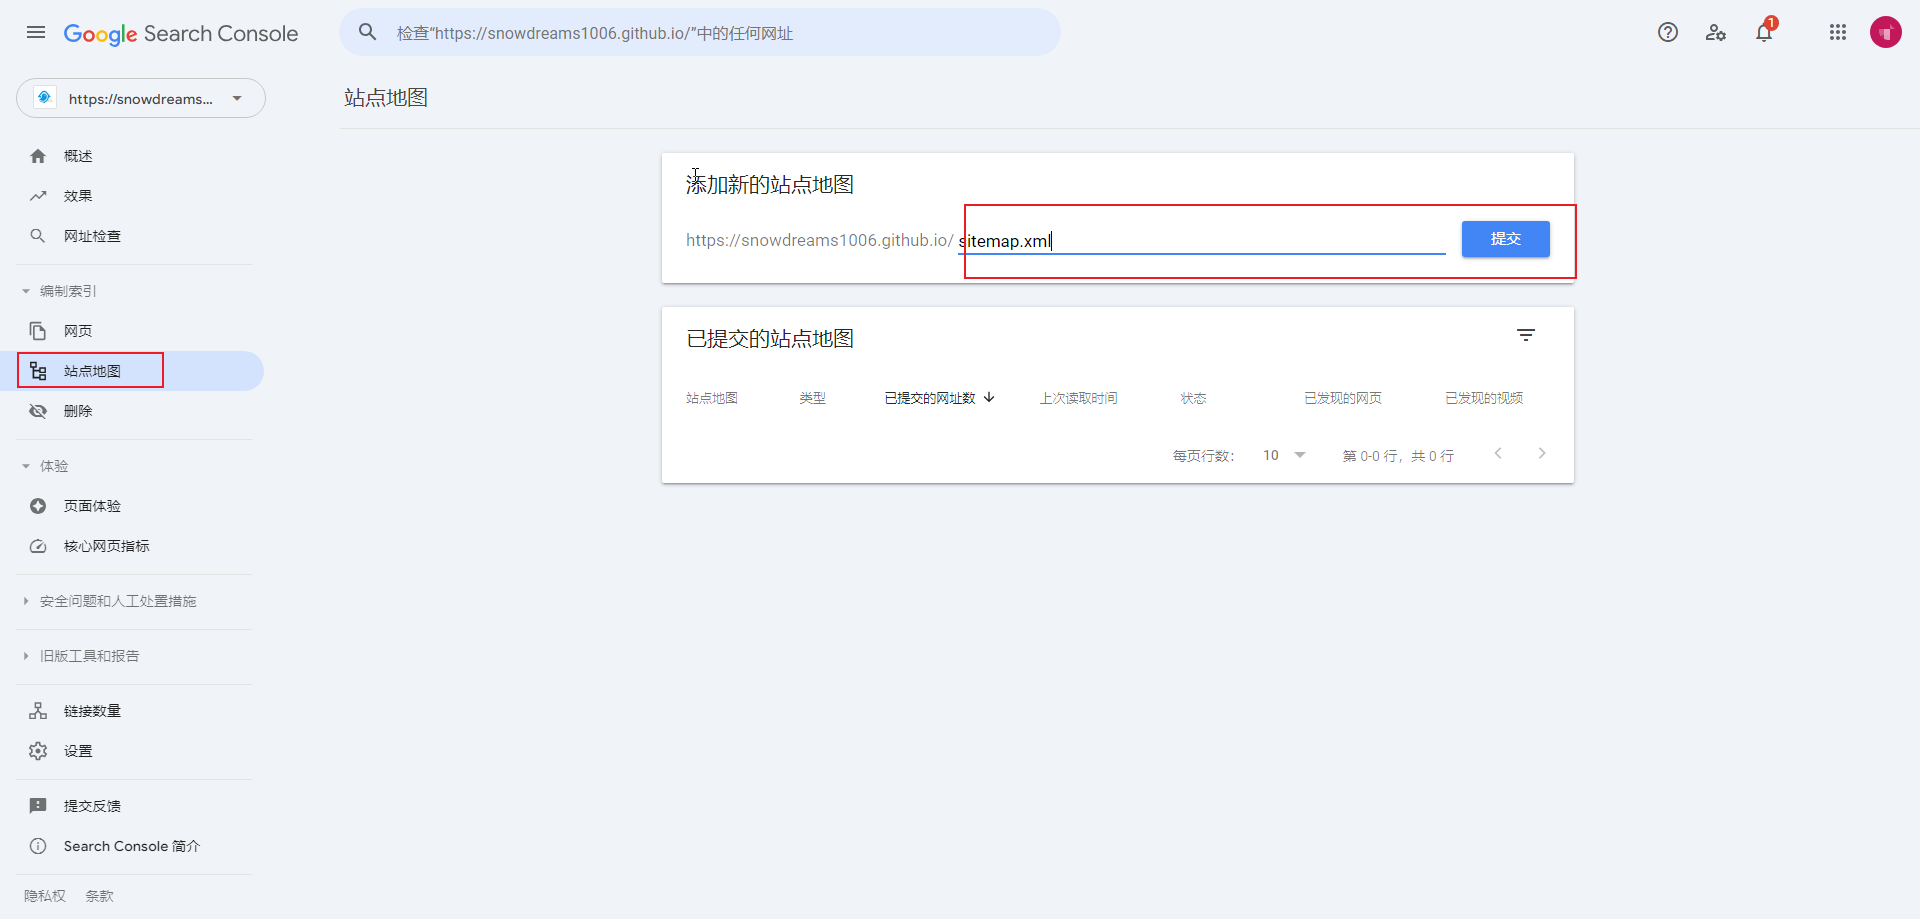 Google Search Console
检查“https://snowdreams1006.github.io/”中的任何网址
1
https://snowdreams...
站点地图
概述
效果
网址检查
编制索引
网页
站点地图
删除
体验
页面体验
核心网页指标
安全问题和人工处置措施
旧版工具和报告
链接数量
设置
提交反馈
Search Console 简介
隐私权 条款
添加新的站点地图
https://snowdreams1006.github.io/ sitemap.xml 提交
已提交的站点地图
站点地图 类型 已提交的网址数 上次读取时间 状态 已发现的网页 已发现的视频
每页行数： 10 第 0-0 行，共 0 行